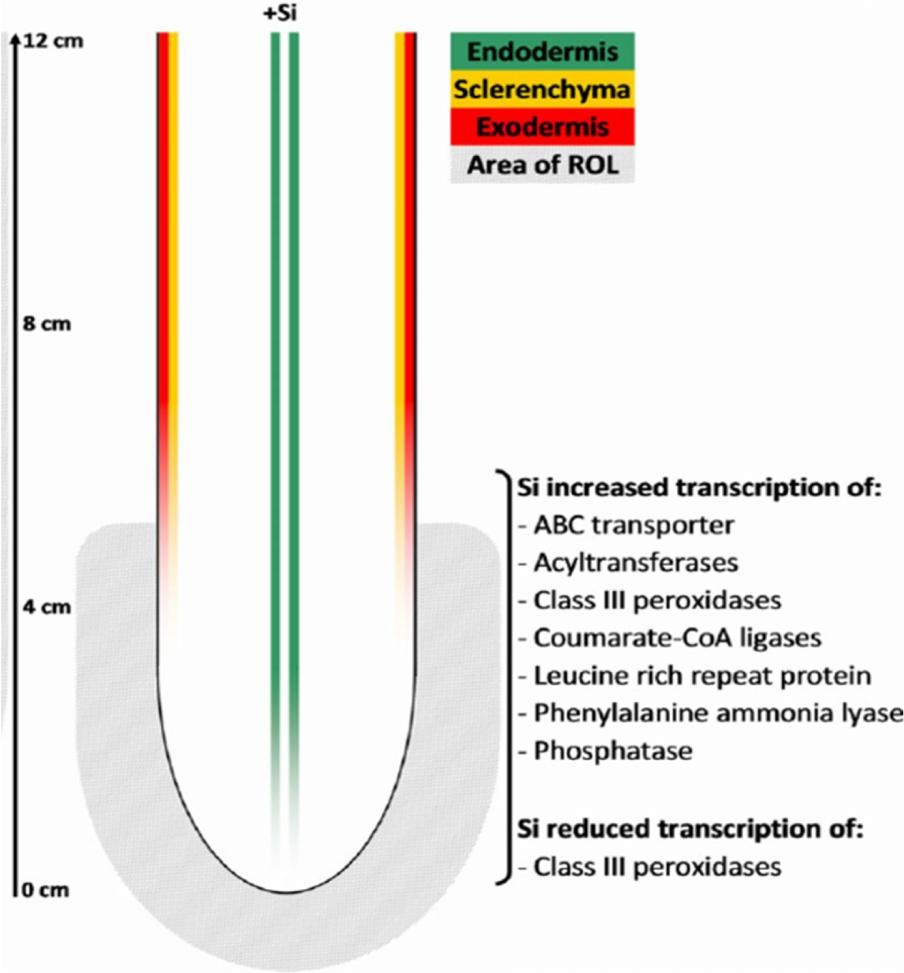 +Si
12 cm
Endodermis
Sclerenchyma
Exodermis
Area of ROL
8 cm
4 cm
0 cm
Si increased transcription of:
- ABC transporter
- Acyltransferases
- Class III peroxidases
- Coumarate-CoA ligases
- Leucine rich repeat protein
- Phenylalanine ammonia lyase
- Phosphatase
Si reduced transcription of:
- Class III peroxidases